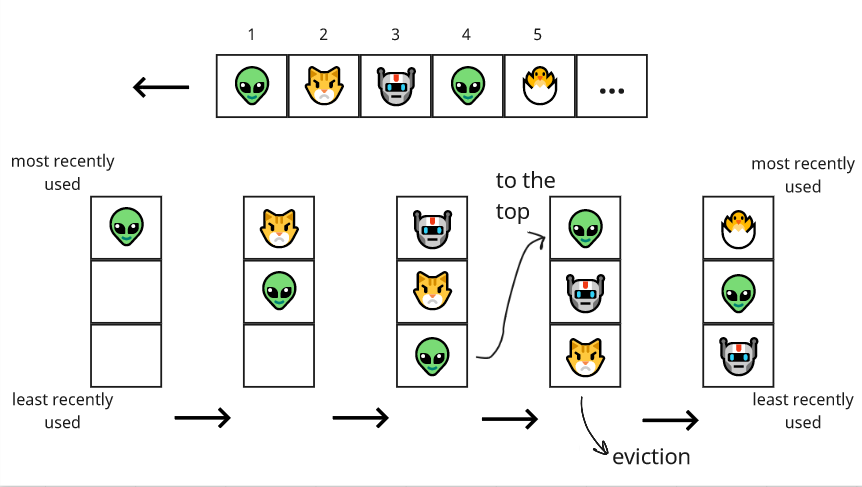 1 2 3 4 5
...
most recently
used
to the
top
most recently
used
least recently
used
least recently
used
eviction